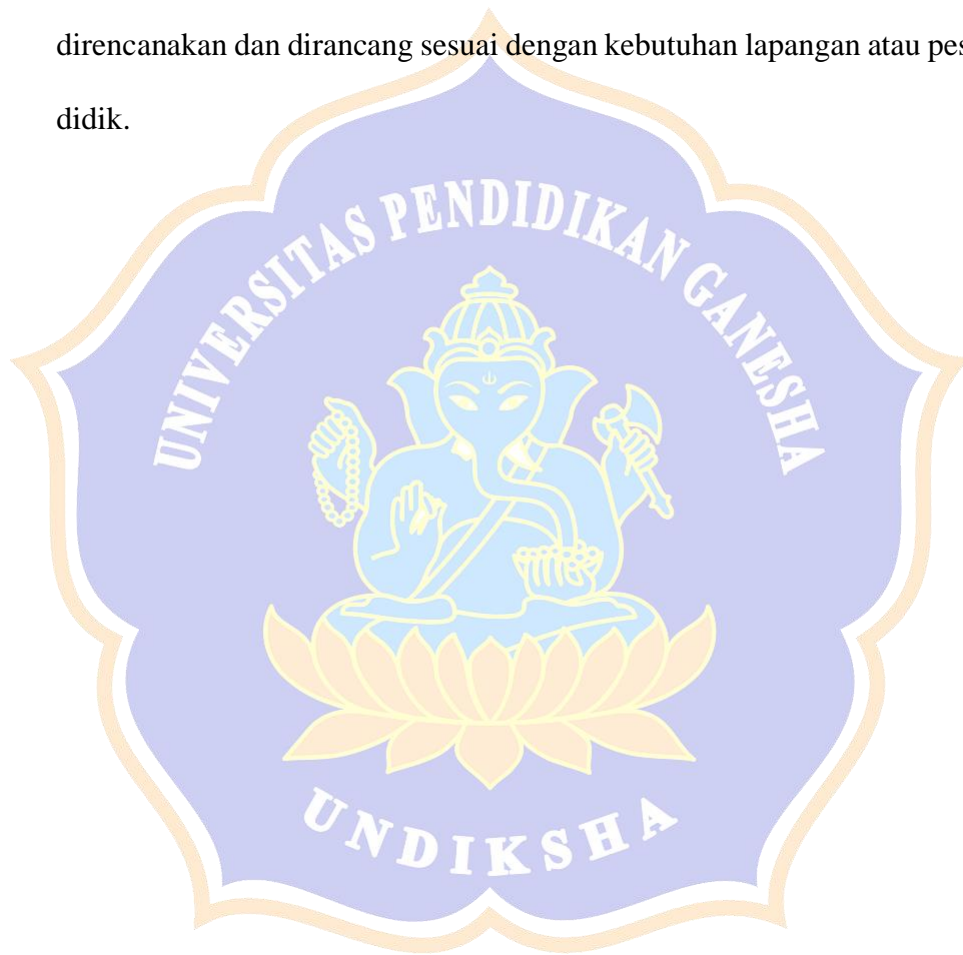 direncanakan dan dirancang sesuai dengan kebutuhan lapangan atau pes
didik.
UNIVERSITAS PENDIDIKAN GANESHA
UNDIKSHA